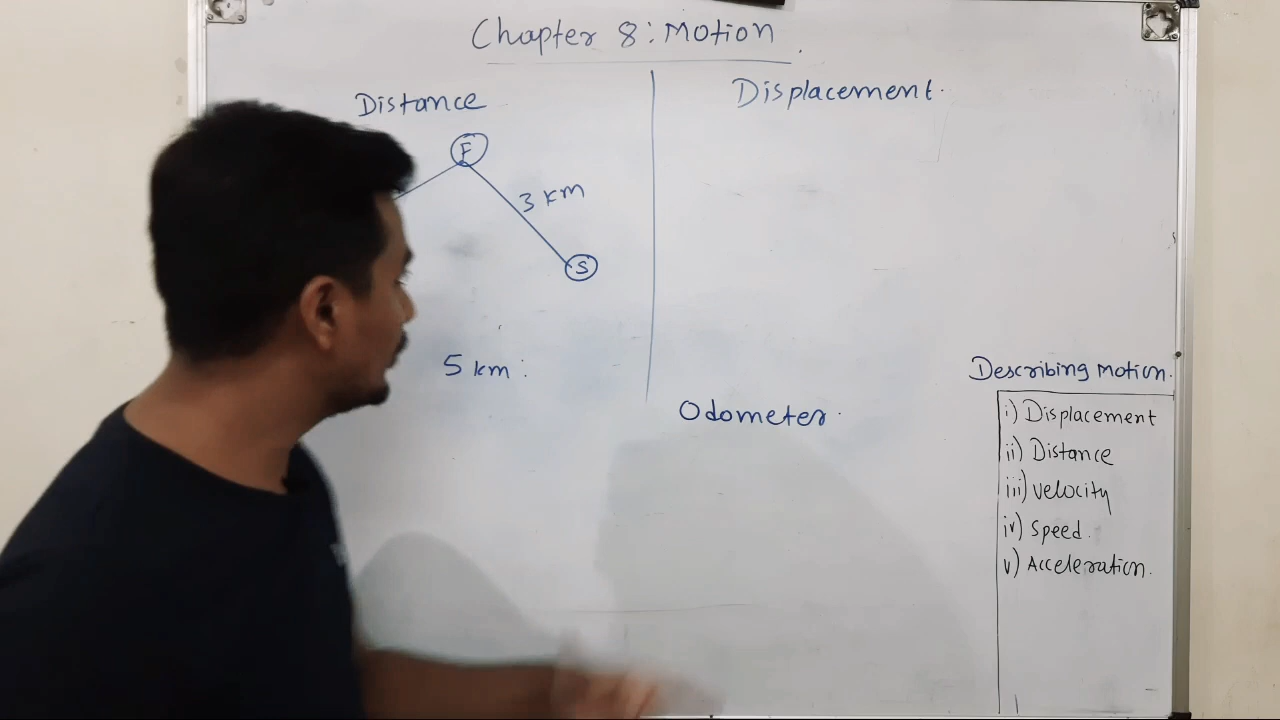 Chapter 8: Motion
Distance
F
3 km
S
5 km:
Displacement.
Odometer.
Describing Motion.
i) Displacement
ii) Distance
iii) Velocity
iv) Speed.
v) Acceleration.